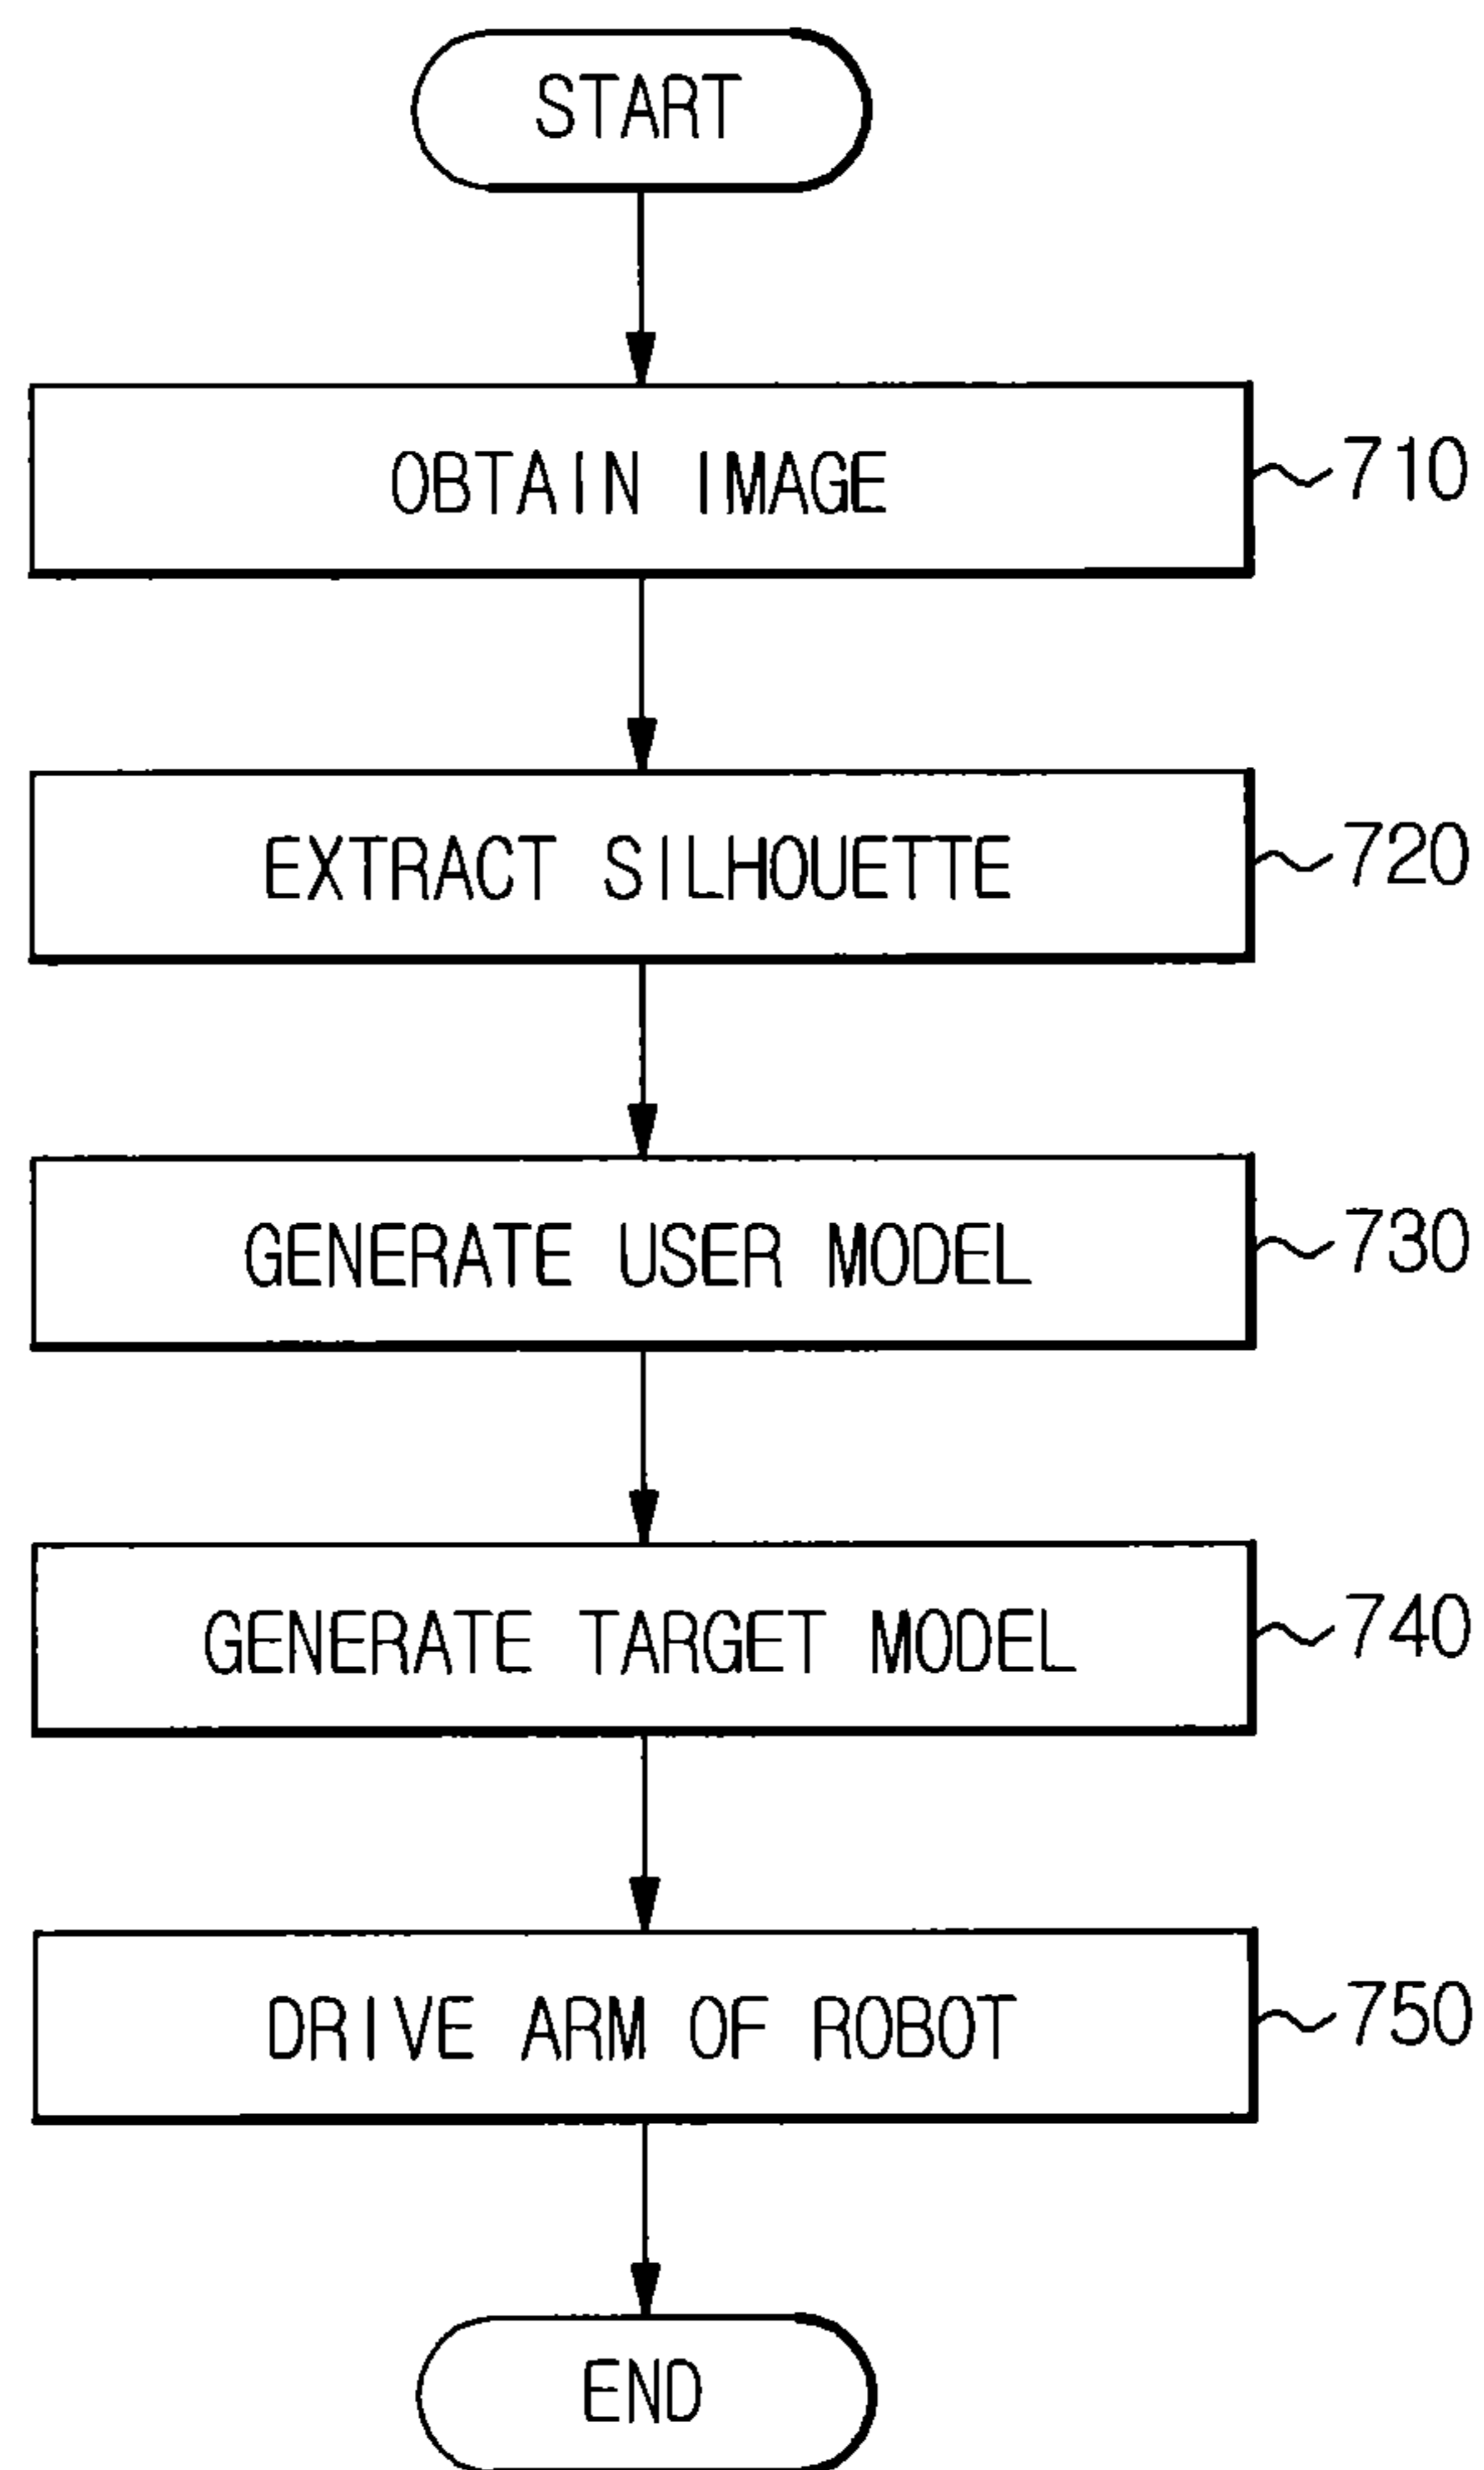 START
OBTAIN IMAGE
710
EXTRACT SILHOUETTE
720
GENERATE USER MODEL
730
GENERATE TARGET MODEL
740
DRIVE ARM OF ROBOT
750
END